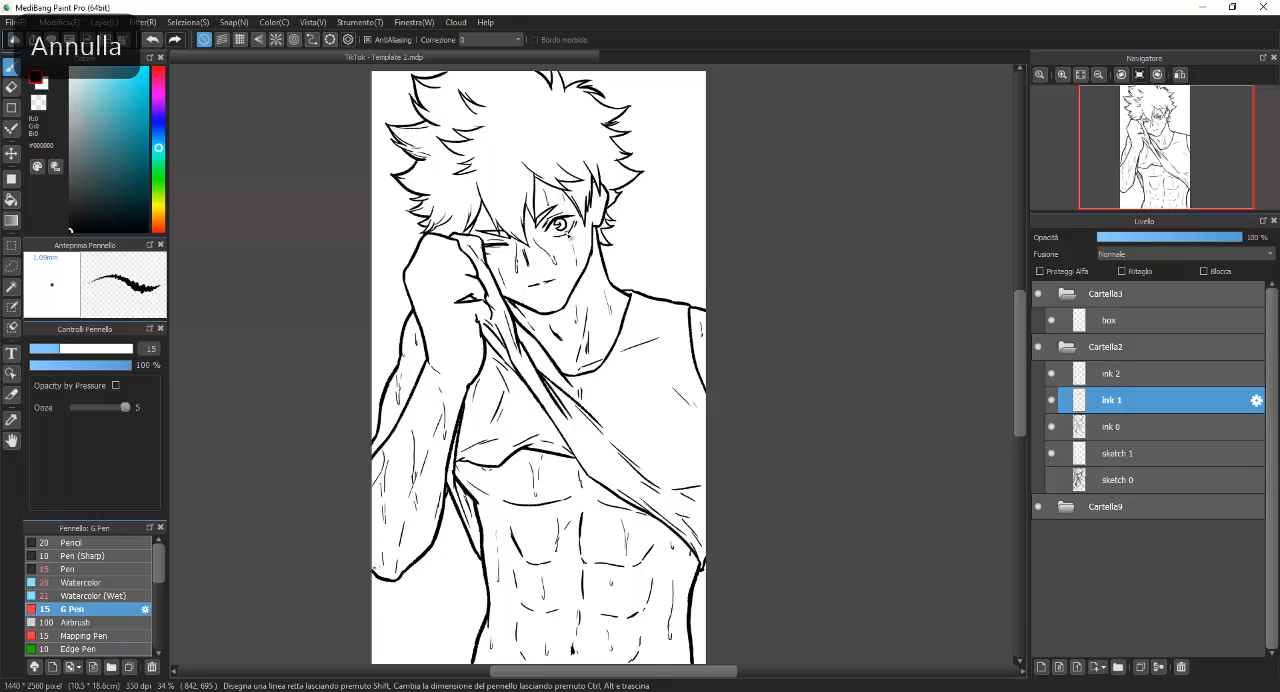 MediBang Paint Pro (64bit)
File(F) Modifica(E) Layer(L) Filter(R) Seleziona(S) Snap(N) Color(C) Vista(V) Strumento(T) Finestra(W) Cloud Help
Annulla
AntiAliasing Correzione 0 Bordo morbido
Colore
TikTok - Template 2.mdp
Navigatore
R:0
G:0
B:0
#000000
Anteprima Pennello
1.09mm
Controlli Pennello
15
100 %
Opacity by Pressure
Ooze 5
Pennello: G Pen
20 Pencil
10 Pen (Sharp)
15 Pen
20 Watercolor
21 Watercolor (Wet)
15 G Pen
100 Airbrush
15 Mapping Pen
10 Edge Pen
Livello
Opacità 100 %
Fusione Normale
Proteggi Alfa Ritaglio Blocca
Cartella3
box
Cartella2
ink 2
ink 1
ink 0
sketch 1
sketch 0
Cartella9
1440 * 2560 pixel (10.5 * 18.6cm) 350 dpi 34 % ( 842, 695 ) Disegna una linea retta lasciando premuto Shift, Cambia la dimensione del pennello lasciando premuto Ctrl, Alt e trascina